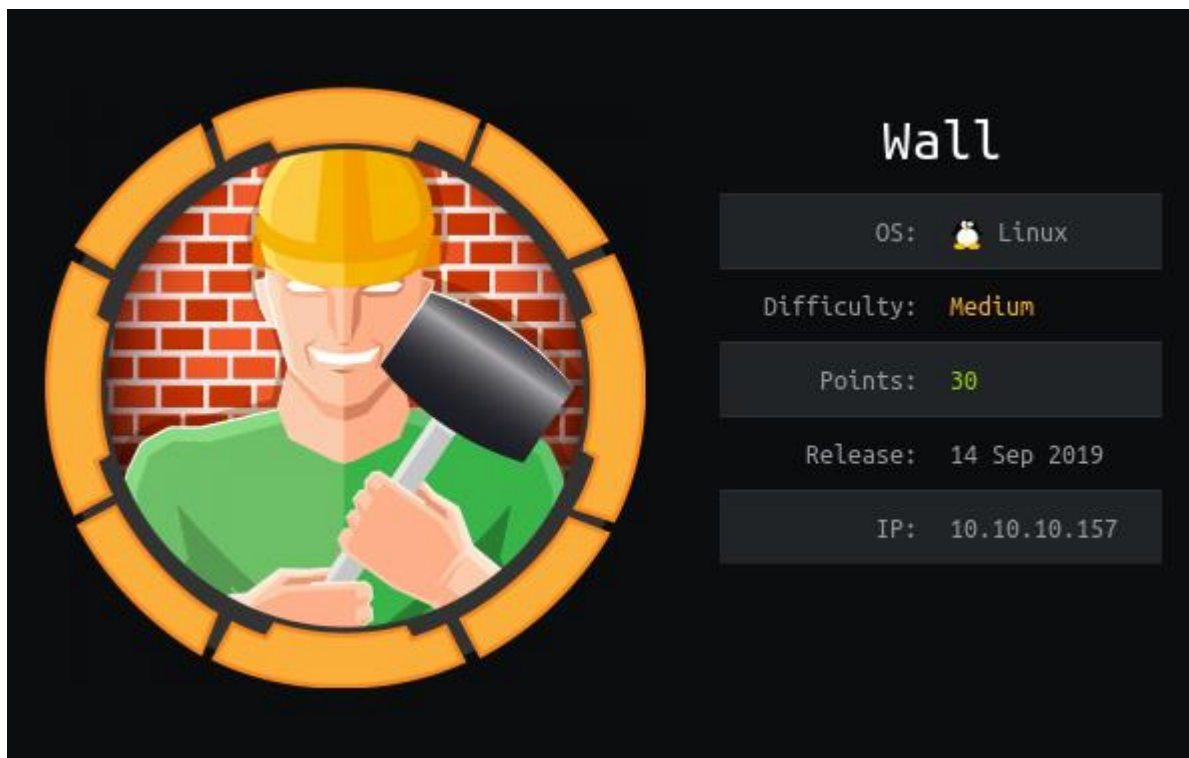 Wall
OS: Linux
Difficulty: Medium
Points: 30
Release: 14 Sep 2019
IP: 10.10.10.157